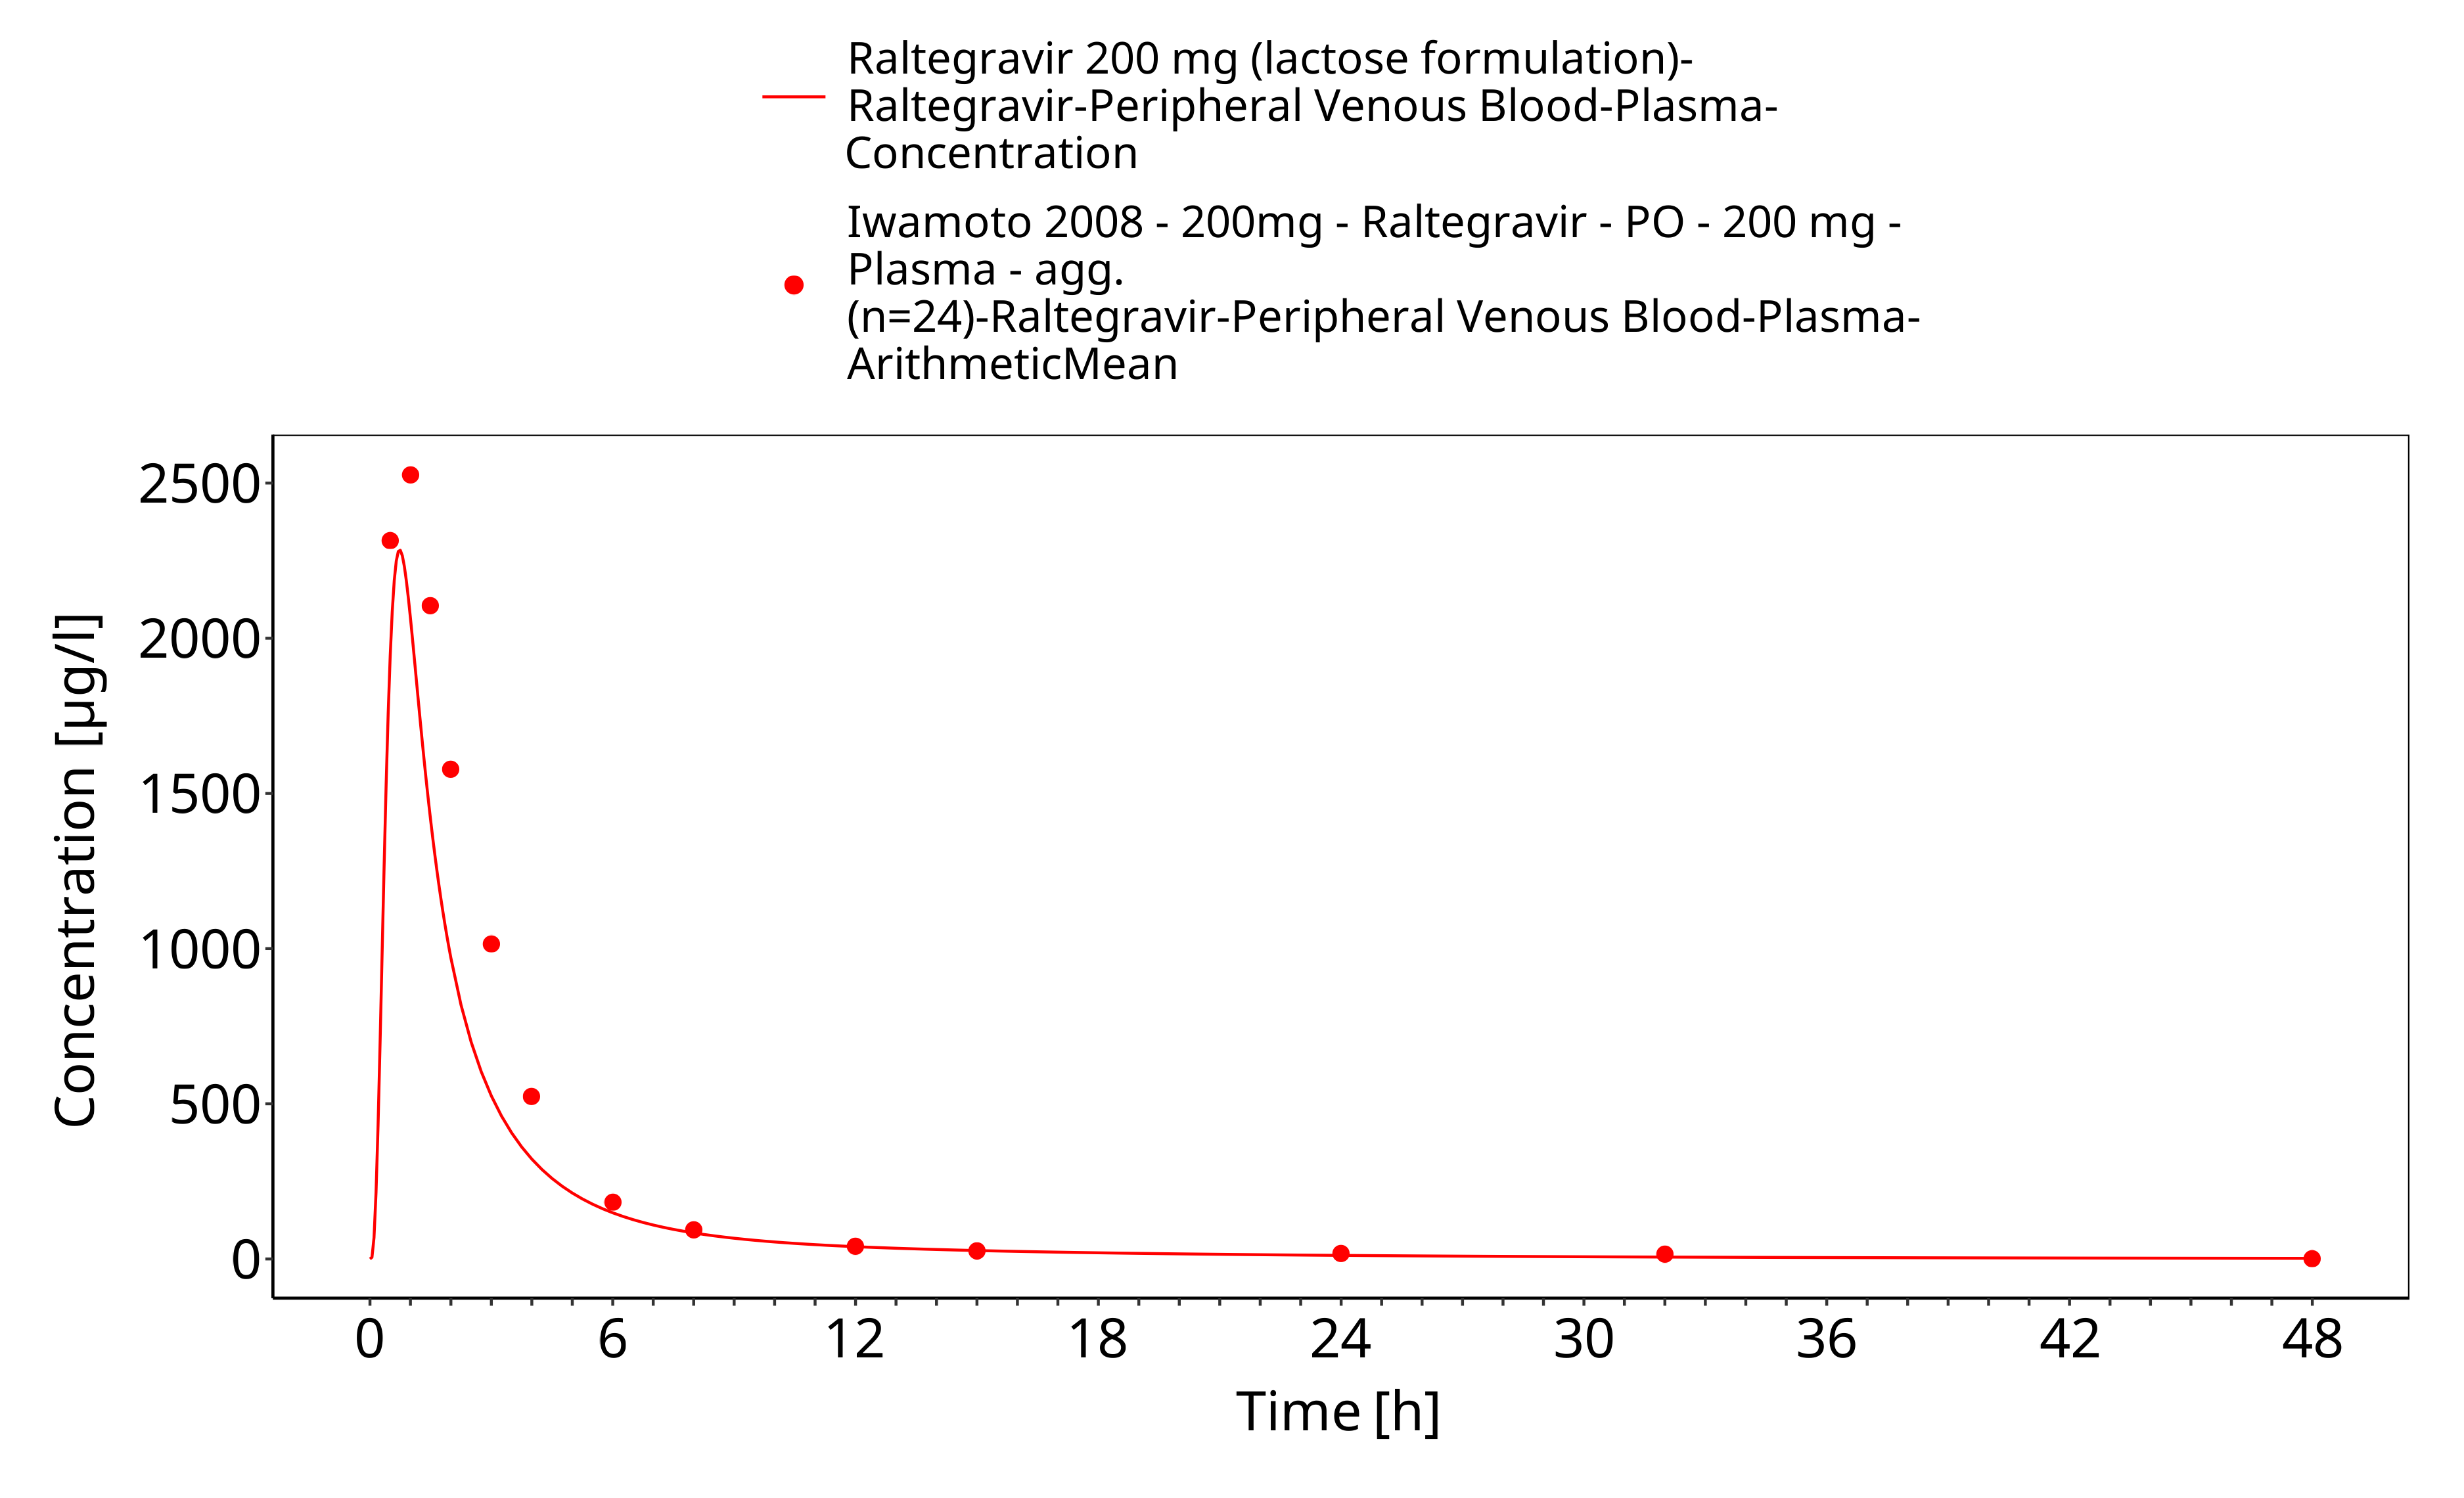 Raltegravir 200 mg (lactose formulation)-
Raltegravir-Peripheral Venous Blood-Plasma-
Concentration
Iwamoto 2008 - 200mg - Raltegravir - PO - 200 mg -
Plasma - agg.
(n=24)-Raltegravir-Peripheral Venous Blood-Plasma-
ArithmeticMean
Concentration [µg/l]
2500
2000
1500
1000
500
0
0 6 12 18 24 30 36 42 48
Time [h]